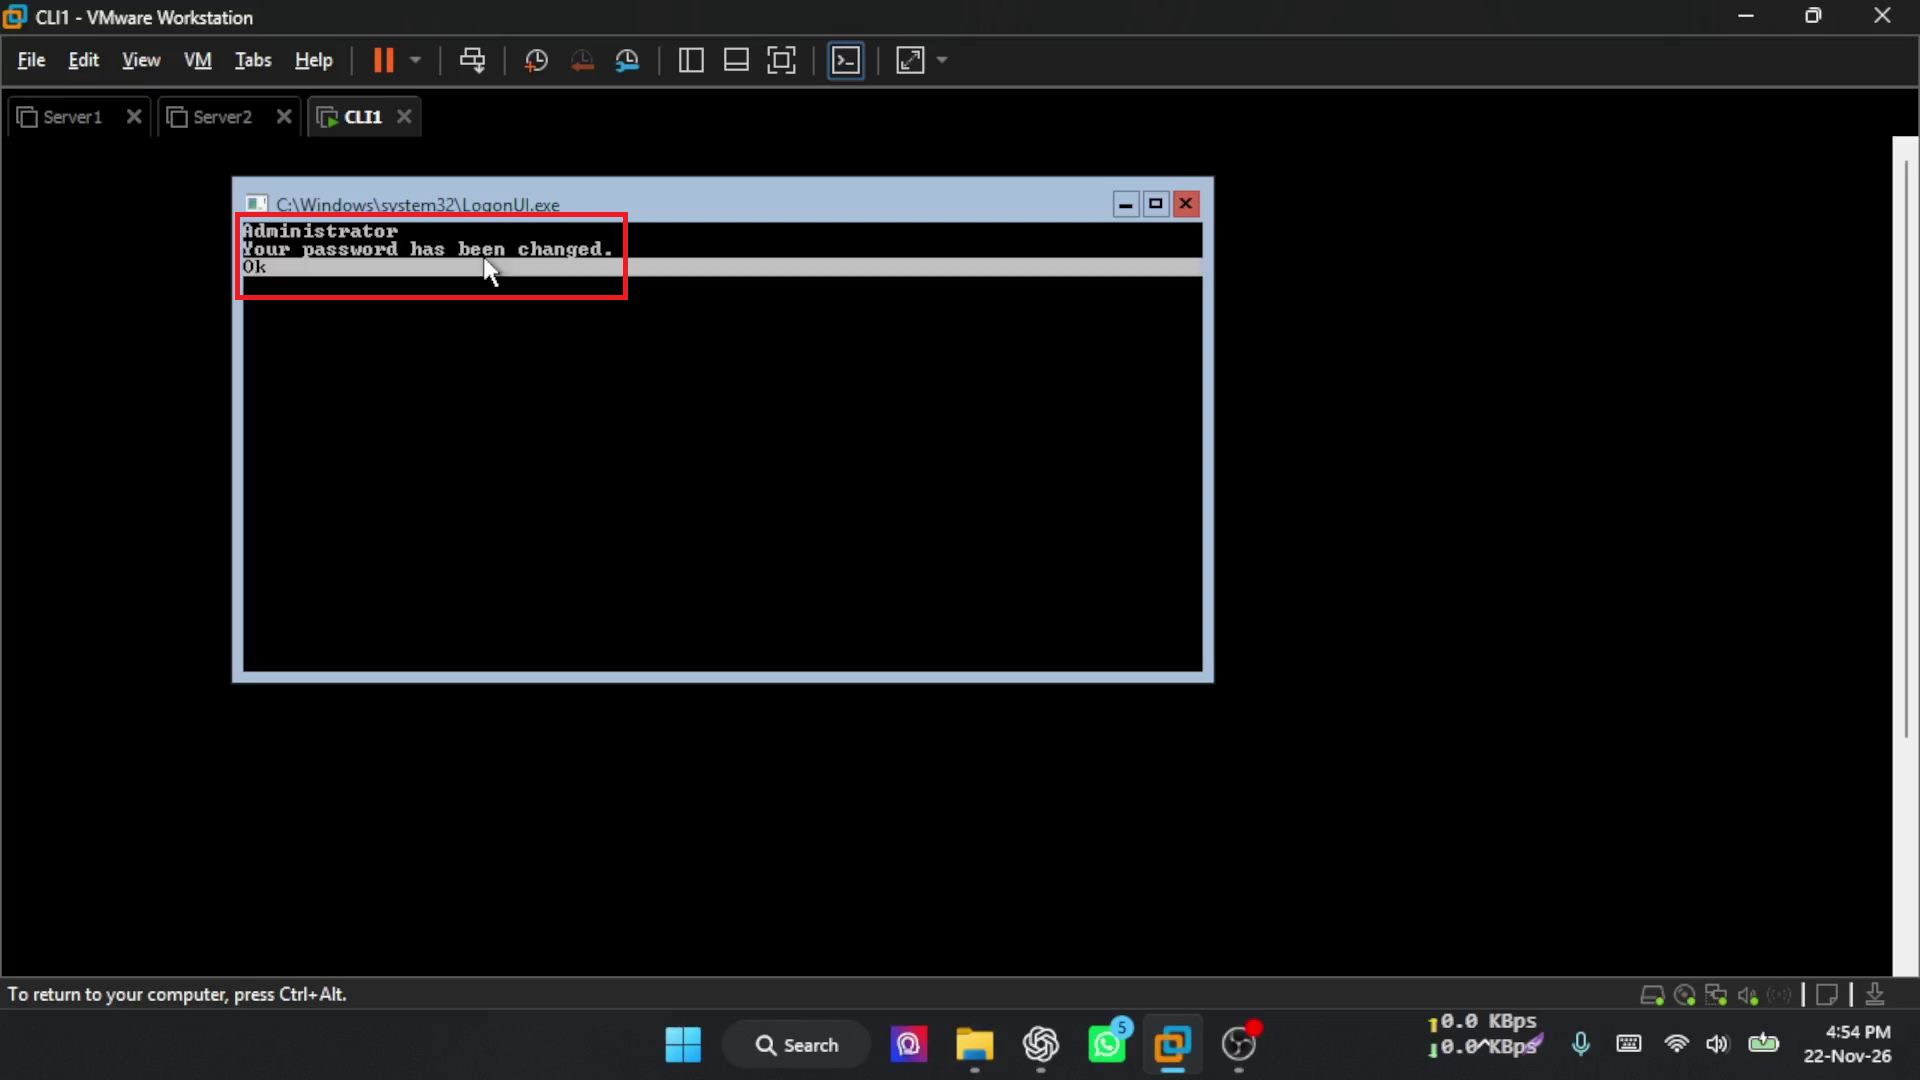 CLI1 - VMware Workstation
File Edit View VM Tabs Help
Server1 Server2 CLI1
C:\Windows\system32\LogonUI.exe
Administrator
Your password has been changed.
Ok
To return to your computer, press Ctrl+Alt.
Search
5
0.0 KBps
0.0 KBps
4:54 PM
22-Nov-26